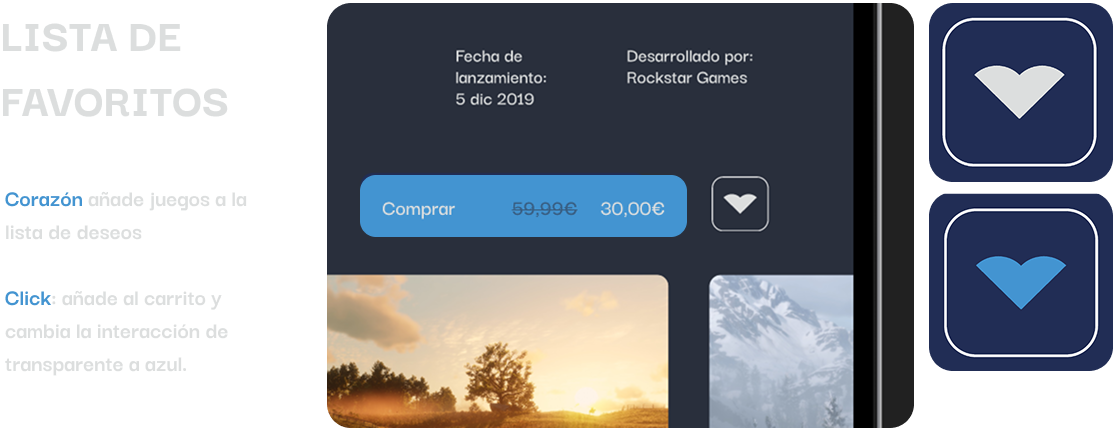 LISTA DE
FAVORITOS
Corazón añade juegos a la
lista de deseos
Click: añade al carrito y
cambia la interacción de
transparente a azul.
Fecha de
lanzamiento:
5 dic 2019
Desarrollado por:
Rockstar Games
Comprar 59,99€ 30,00€